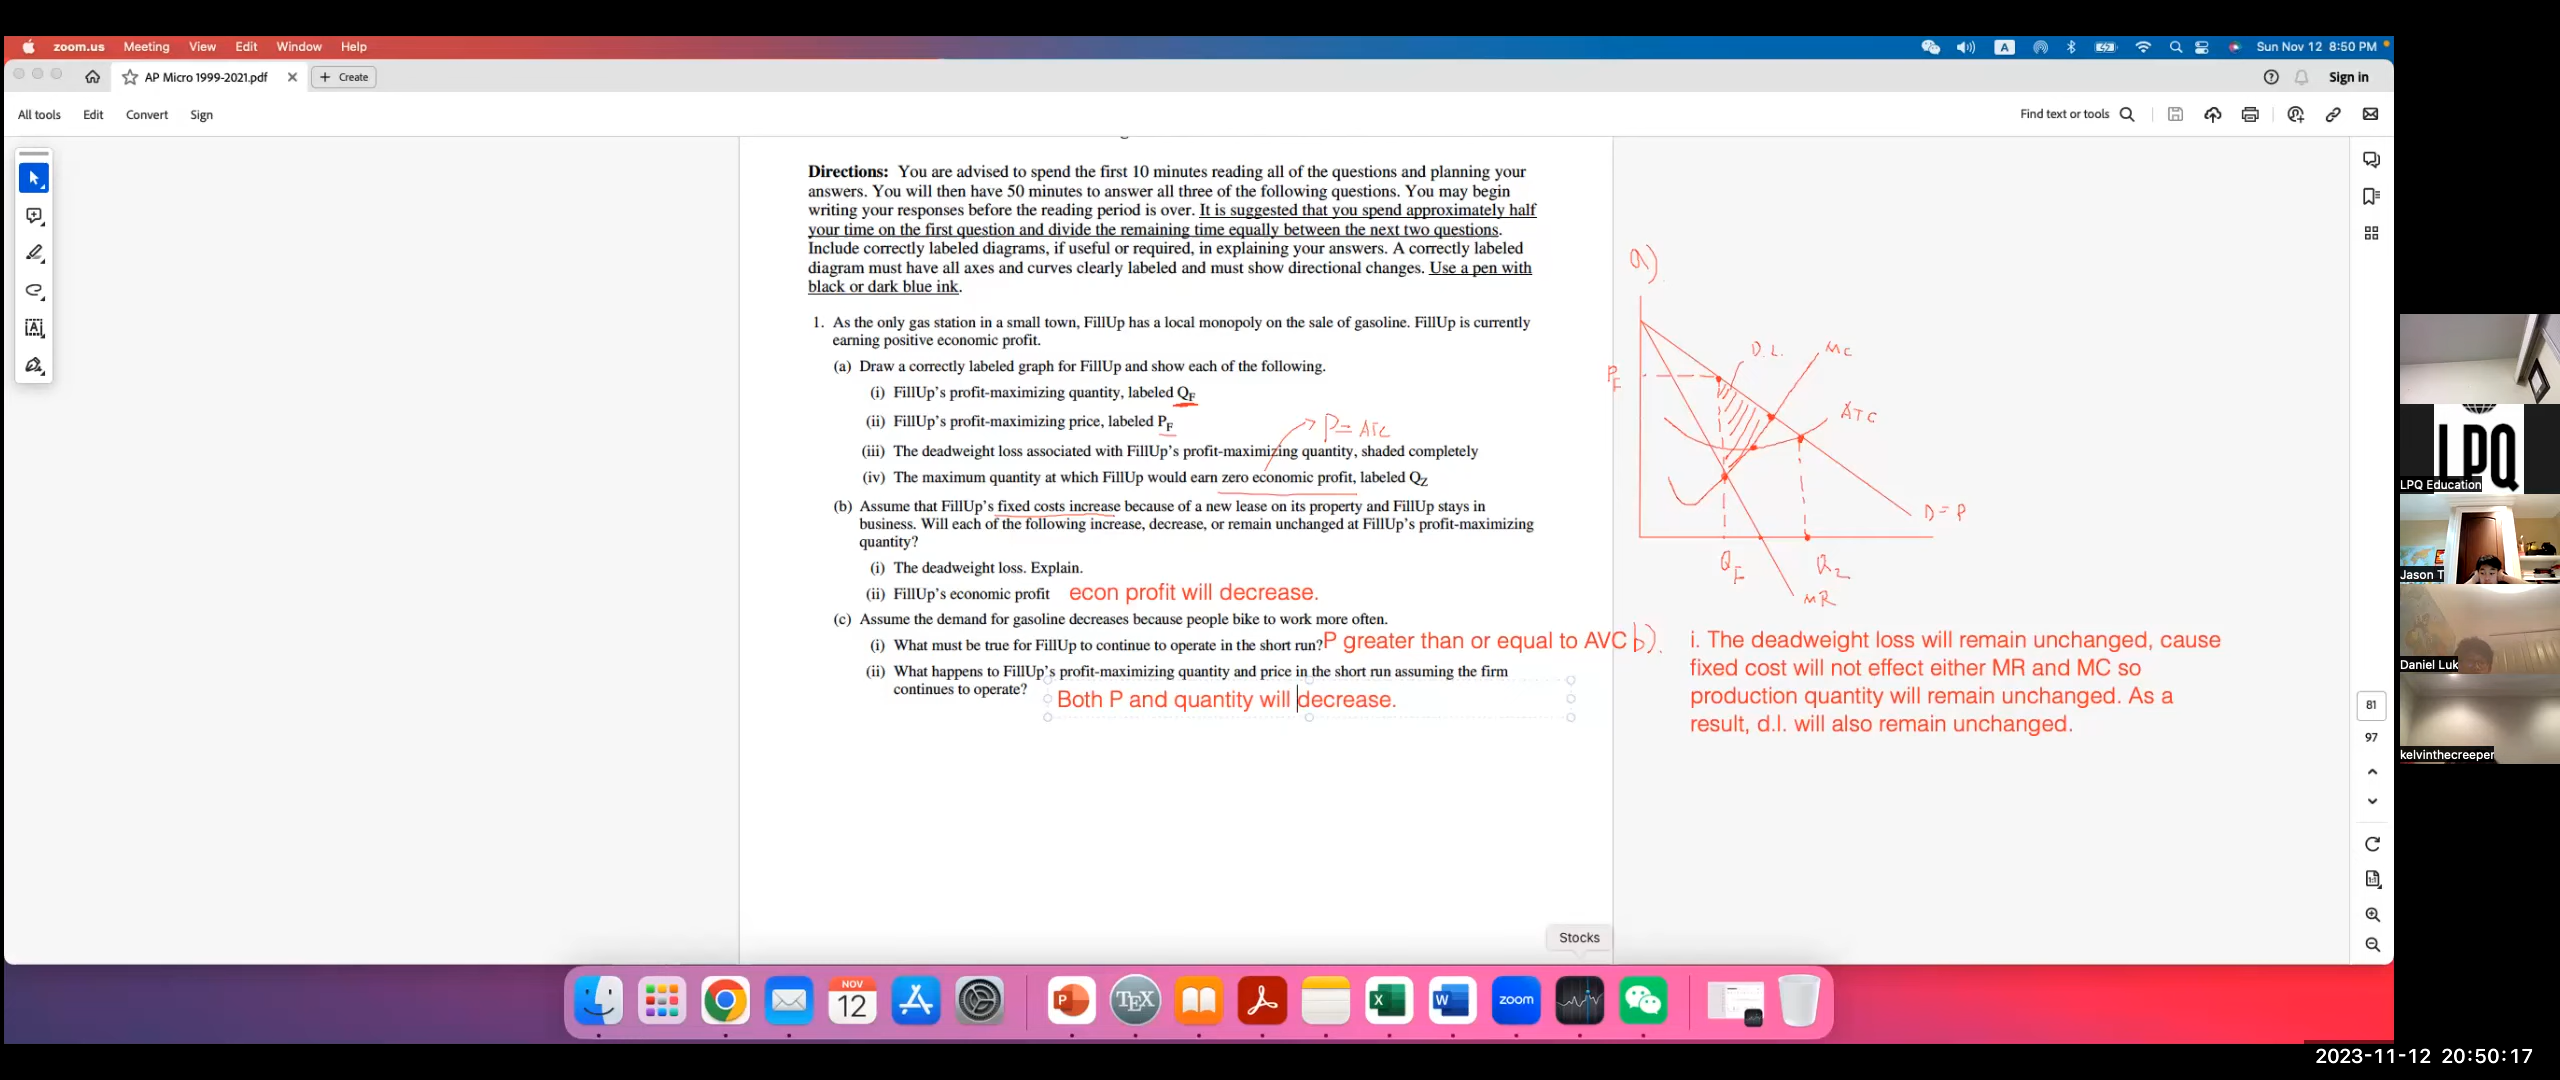 zoom.us Meeting View Edit Window Help
A
Sun Nov 12 8:50 PM
AP Micro 1999-2021.pdf
+ Create
Sign in
All tools Edit Convert Sign
Find text or tools
Directions: You are advised to spend the first 10 minutes reading all of the questions and planning your
answers. You will then have 50 minutes to answer all three of the following questions. You may begin
writing your responses before the reading period is over. It is suggested that you spend approximately half
your time on the first question and divide the remaining time equally between the next two questions.
Include correctly labeled diagrams, if useful or required, in explaining your answers. A correctly labeled
diagram must have all axes and curves clearly labeled and must show directional changes. Use a pen with
black or dark blue ink.
1. As the only gas station in a small town, FillUp has a local monopoly on the sale of gasoline. FillUp is currently
earning positive economic profit.
(a) Draw a correctly labeled graph for FillUp and show each of the following.
(i) FillUp's profit-maximizing quantity, labeled QF
(ii) FillUp's profit-maximizing price, labeled PF
P = ATC
(iii) The deadweight loss associated with FillUp's profit-maximizing quantity, shaded completely
(iv) The maximum quantity at which FillUp would earn zero economic profit, labeled QZ
(b) Assume that FillUp's fixed costs increase because of a new lease on its property and FillUp stays in
business. Will each of the following increase, decrease, or remain unchanged at FillUp's profit-maximizing
quantity?
(i) The deadweight loss. Explain.
(ii) FillUp's economic profit econ profit will decrease.
(c) Assume the demand for gasoline decreases because people bike to work more often.
(i) What must be true for FillUp to continue to operate in the short run? P greater than or equal to AVC
(ii) What happens to FillUp's profit-maximizing quantity and price in the short run assuming the firm
continues to operate? Both P and quantity will decrease.
a)
D.L.
MC
PF
ATC
D = P
QF
QZ
MR
b). i. The deadweight loss will remain unchanged, cause
fixed cost will not effect either MR and MC so
production quantity will remain unchanged. As a
result, d.l. will also remain unchanged.
81
97
Stocks
NOV
12
P
TEX
X
W
zoom
LPQ
LPQ Education
Jason T
Daniel Luk
kelvinthecreeper
2023-11-12 20:50:17